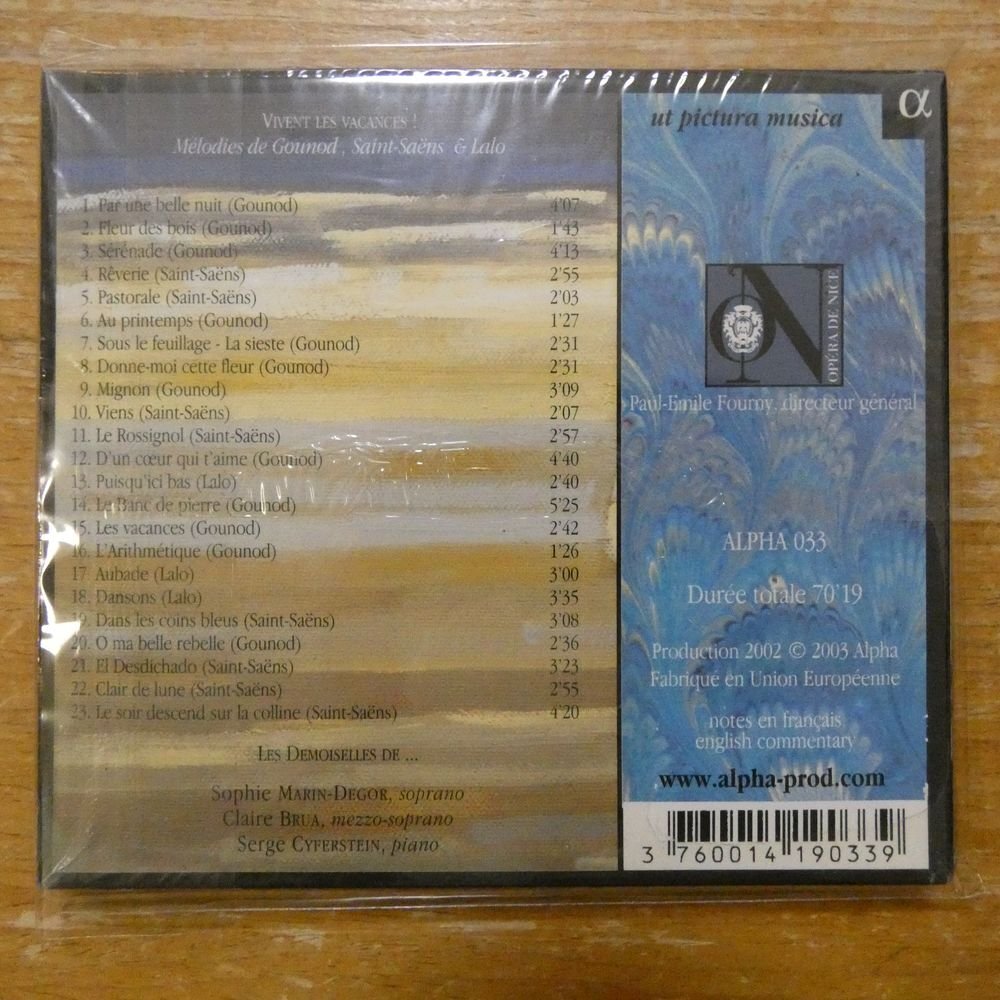 VIVENT LES VACANCES !
Mélodies de Gounod, Saint-Saëns & Lalo
1. Par une belle nuit (Gounod) 4'07
2. Fleur des bois (Gounod) 1'43
3. Sérénade (Gounod) 4'13
4. Rêverie (Saint-Saëns) 2'55
5. Pastorale (Saint-Saëns) 2'03
6. Au printemps (Gounod) 1'27
7. Sous le feuillage - La sieste (Gounod) 2'31
8. Donne-moi cette fleur (Gounod) 2'31
9. Mignon (Gounod) 3'09
10. Viens (Saint-Saëns) 2'07
11. Le Rossignol (Saint-Saëns) 2'57
12. D'un cœur qui t'aime (Gounod) 4'40
13. Puisqu'ici bas (Lalo) 2'40
14. Le Banc de pierre (Gounod) 5'25
15. Les vacances (Gounod) 2'42
16. L'Arithmétique (Gounod) 1'26
17. Aubade (Lalo) 3'00
18. Dansons (Lalo) 3'35
19. Dans les coins bleus (Saint-Saëns) 3'08
20. O ma belle rebelle (Gounod) 2'36
21. El Desdichado (Saint-Saëns) 3'23
22. Clair de lune (Saint-Saëns) 2'55
23. Le soir descend sur la colline (Saint-Saëns) 4'20
LES DEMOISELLES DE ...
Sophie MARIN-DEGOR, soprano
Claire BRUA, mezzo-soprano
Serge CYFERSTEIN, piano
α
ut pictura musica
ON
OPÉRA DE NICE
Paul-Emile Fourny, directeur général
ALPHA 033
Durée totale 70'19
Production 2002 © 2003 Alpha
Fabriqué en Union Européenne
notes en français
english commentary
www.alpha-prod.com
3 760014 190339